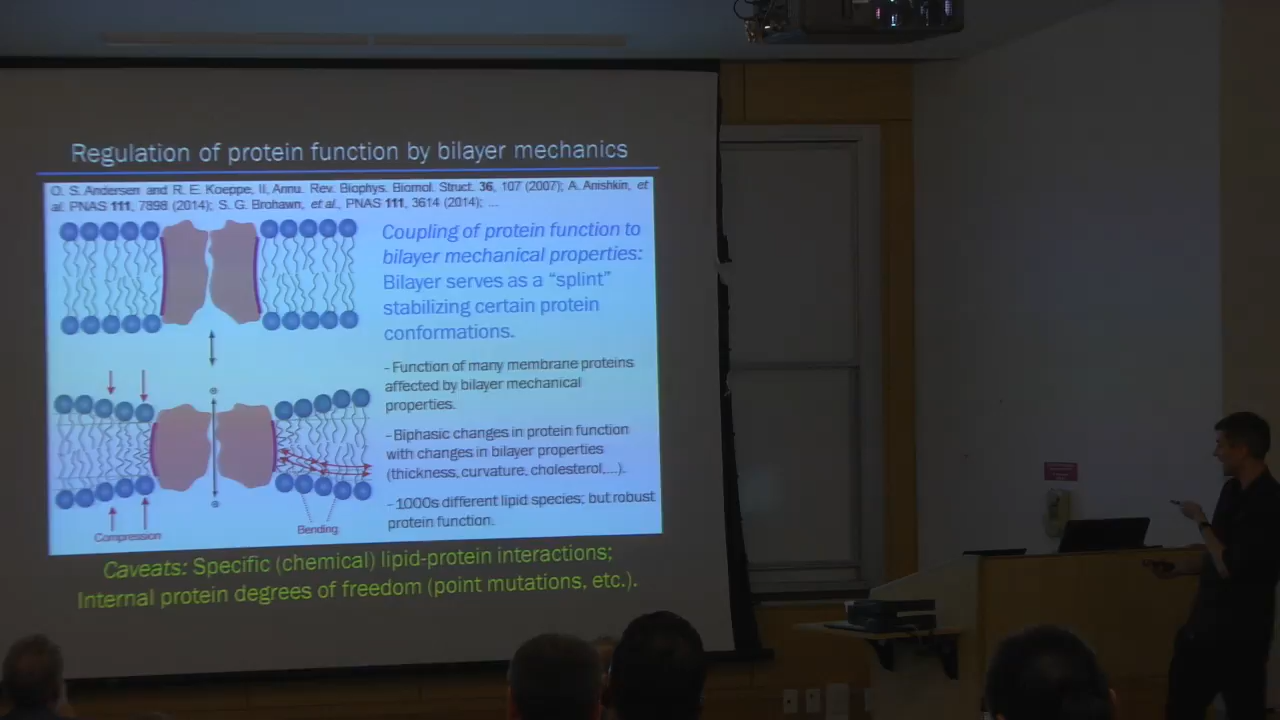 Regulation of protein function by bilayer mechanics
O. S. Andersen and R. E. Koeppe, II, Annu. Rev. Biophys. Biomol. Struct. 36, 107 (2007); A. Anishkin, et
al. PNAS 111, 7898 (2014); S. G. Brohawn, et al., PNAS 111, 3614 (2014); ...
Coupling of protein function to
bilayer mechanical properties:
Bilayer serves as a “splint”
stabilizing certain protein
conformations.
- Function of many membrane proteins
affected by bilayer mechanical
properties.
- Biphasic changes in protein function
with changes in bilayer properties
(thickness, curvature, cholesterol,...).
- 1000s different lipid species; but robust
protein function.
Compression
Bending
Caveats: Specific (chemical) lipid-protein interactions;
Internal protein degrees of freedom (point mutations, etc.).